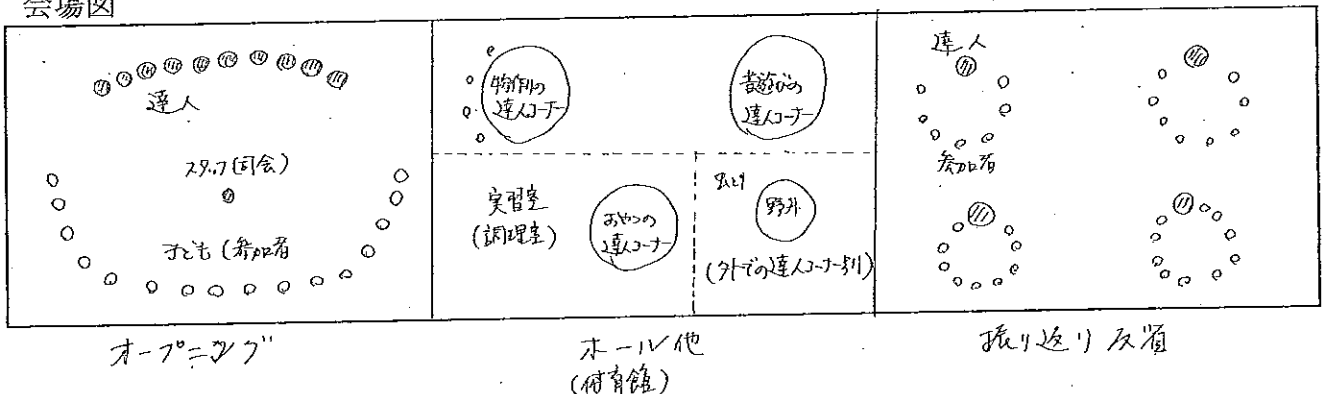 会場図
達人
スタッフ(司会)
子ども(参加者
オープニング
物作りの
達人コーナー
昔遊びの
達人コーナー
実習室
(調理室)
おやつの
達人コーナー
虫とり
野外
(外での達人コーナー
ホール他
(体育館)
達人
参加者
振り返り 反省